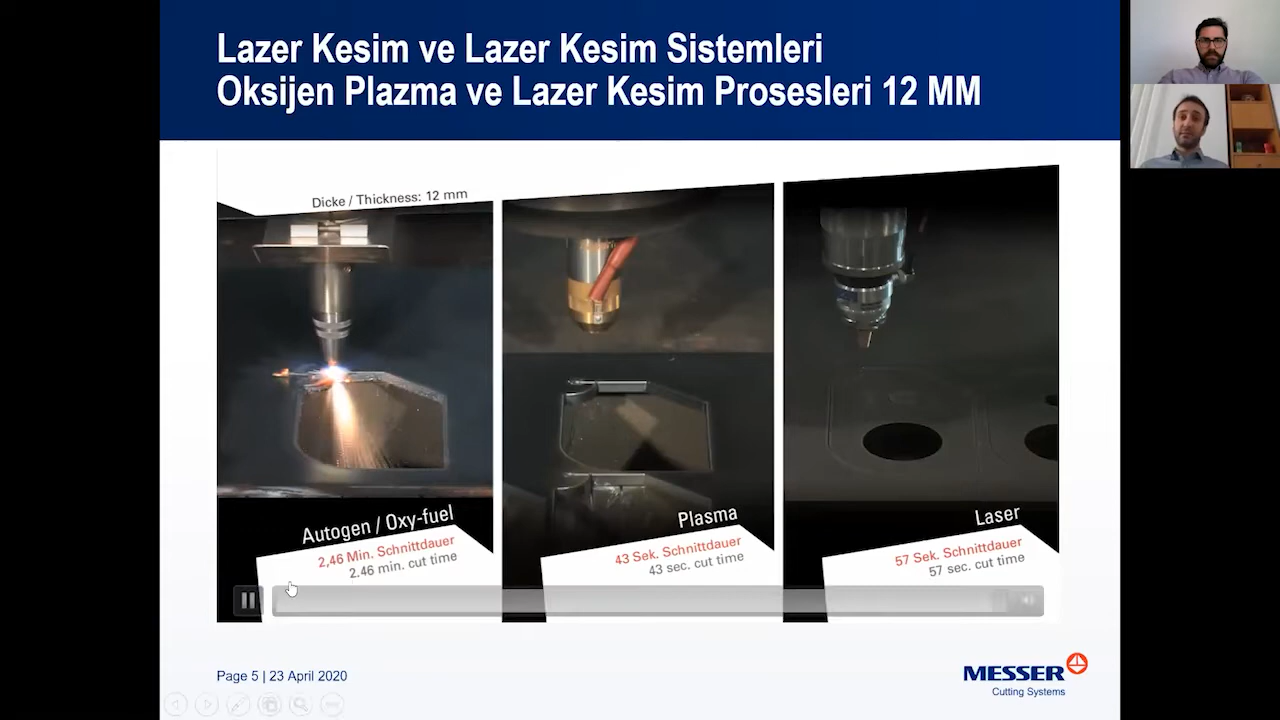 Lazer Kesim ve Lazer Kesim Sistemleri
Oksijen Plazma ve Lazer Kesim Prosesleri 12 MM
Dicke / Thickness: 12 mm
Autogen / Oxy-fuel
2,46 Min. Schnittdauer
2.46 min. cut time
Plasma
43 Sek. Schnittdauer
43 sec. cut time
Laser
57 Sek. Schnittdauer
57 sec. cut time
Page 5 | 23 April 2020
MESSER
Cutting Systems